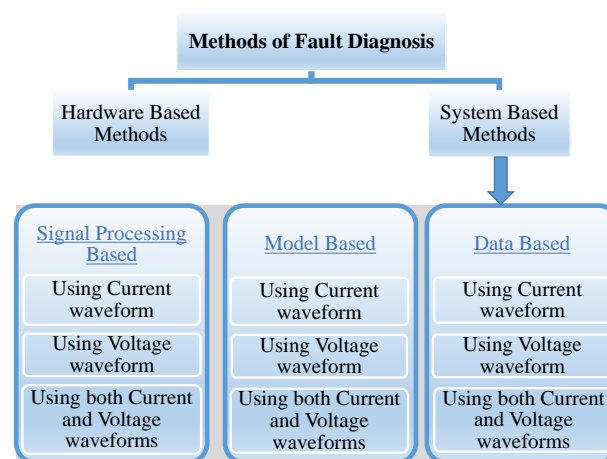 Methods of Fault Diagnosis
Hardware Based
Methods
System Based
Methods
Signal Processing
Based
Using Current
waveform
Using Voltage
waveform
Using both Current
and Voltage
waveforms
Model Based
Using Current
waveform
Using Voltage
waveform
Using both Current
and Voltage
waveforms
Data Based
Using Current
waveform
Using Voltage
waveform
Using both Current
and Voltage
waveforms